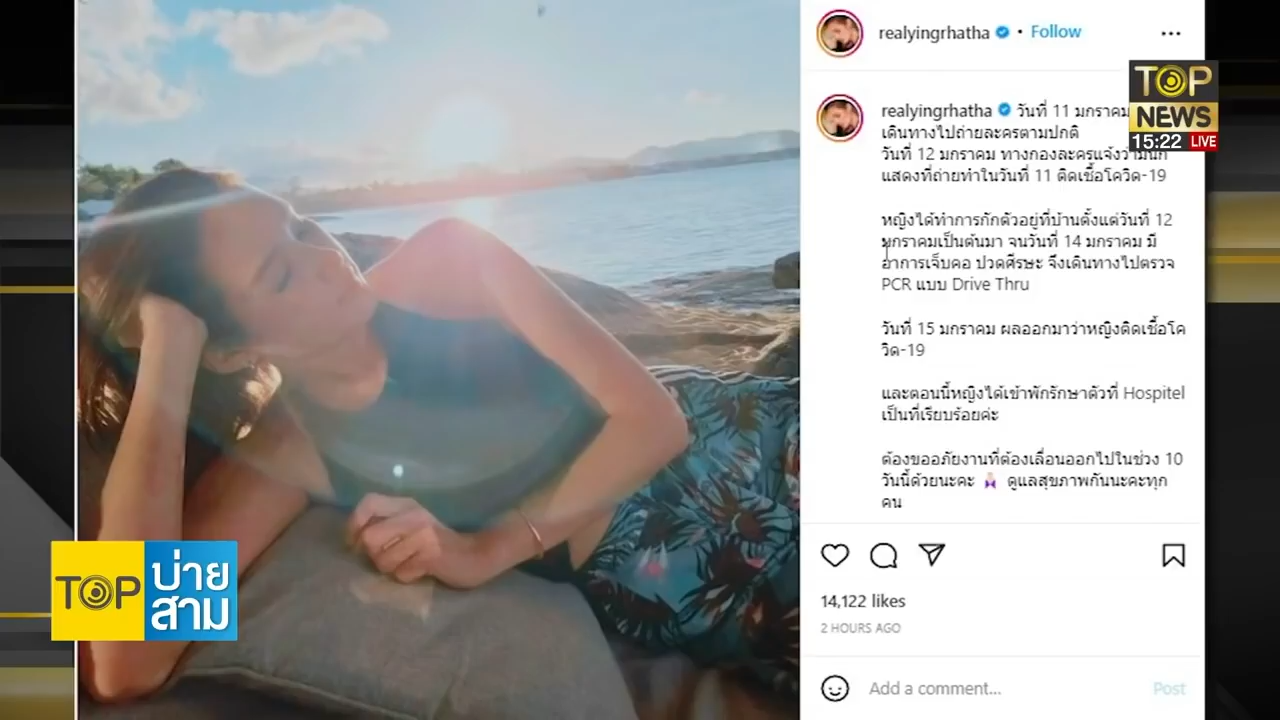 realyingrhatha • Follow
TOP
NEWS
15:22 LIVE
realyingrhatha วันที่ 11 มกราคม
เดินทางไปถ่ายละครตามปกติ
วันที่ 12 มกราคม ทางกองละครแจ้งว่ามีนัก
แสดงที่ถ่ายทำในวันที่ 11 ติดเชื้อโควิด-19
หญิงได้ทำการกักตัวอยู่ที่บ้านตั้งแต่วันที่ 12
มกราคมเป็นต้นมา จนวันที่ 14 มกราคม มี
อาการเจ็บคอ ปวดศีรษะ จึงเดินทางไปตรวจ
PCR แบบ Drive Thru
วันที่ 15 มกราคม ผลออกมาว่าหญิงติดเชื้อโค
วิด-19
และตอนนี้หญิงได้เข้าพักรักษาตัวที่ Hospitel
เป็นที่เรียบร้อยค่ะ
ต้องขออภัยงานที่ต้องเลื่อนออกไปในช่วง 10
วันนี้ด้วยนะคะ 🙏🏻 ดูแลสุขภาพกันนะคะทุก
คน
14,122 likes
2 HOURS AGO
Add a comment... Post
TOP บ่าย
สาม